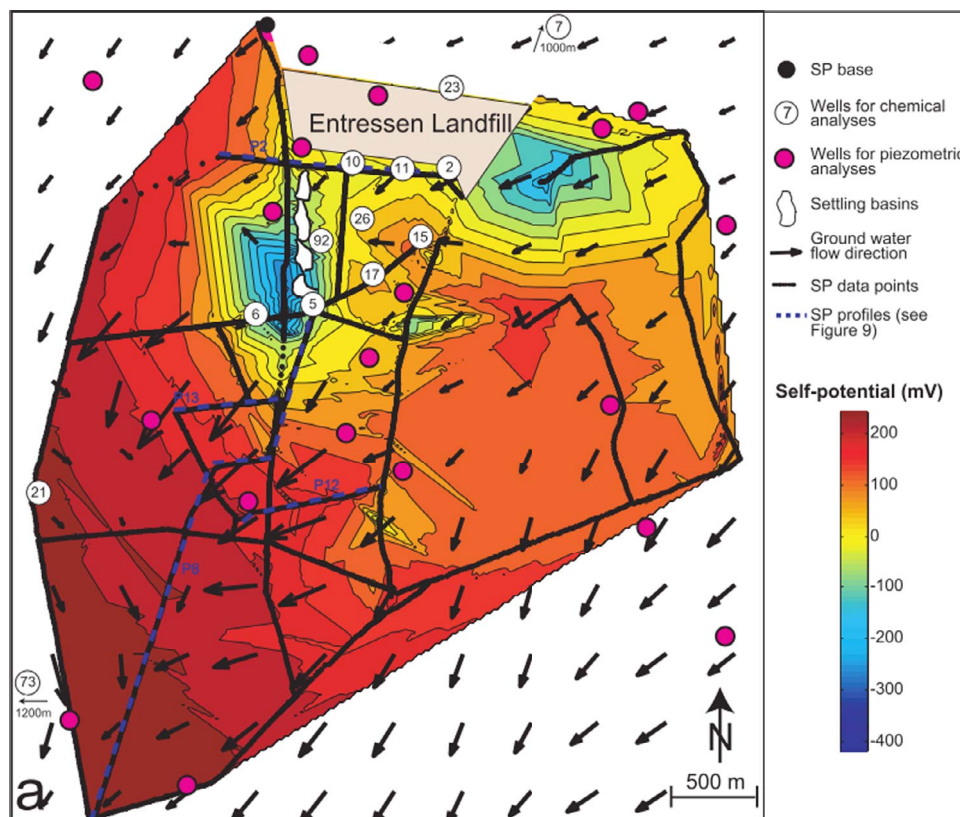 7
1000m
23
Entressen Landfill
P2
10
11
2
26
15
92
17
6
5
P13
P12
21
P8
73
1200m
N
500 m
a
SP base
7
Wells for chemical
analyses
Wells for piezometric
analyses
Settling basins
Ground water
flow direction
SP data points
SP profiles (see
Figure 9)
Self-potential (mV)
200
100
0
-100
-200
-300
-400